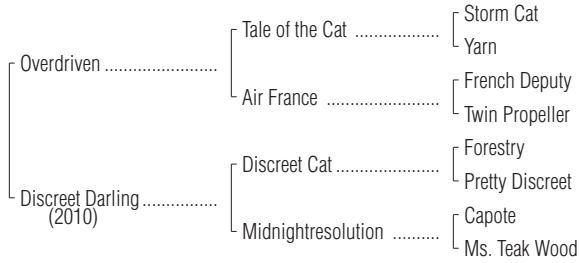 Storm Cat
Tale of the Cat ..................
Yarn
Overdriven ........................
French Deputy
Air France ........................
Twin Propeller
Forestry
Discreet Cat ......................
Pretty Discreet
Discreet Darling ................
(2010)
Capote
Midnightresolution ..........
Ms. Teak Wood